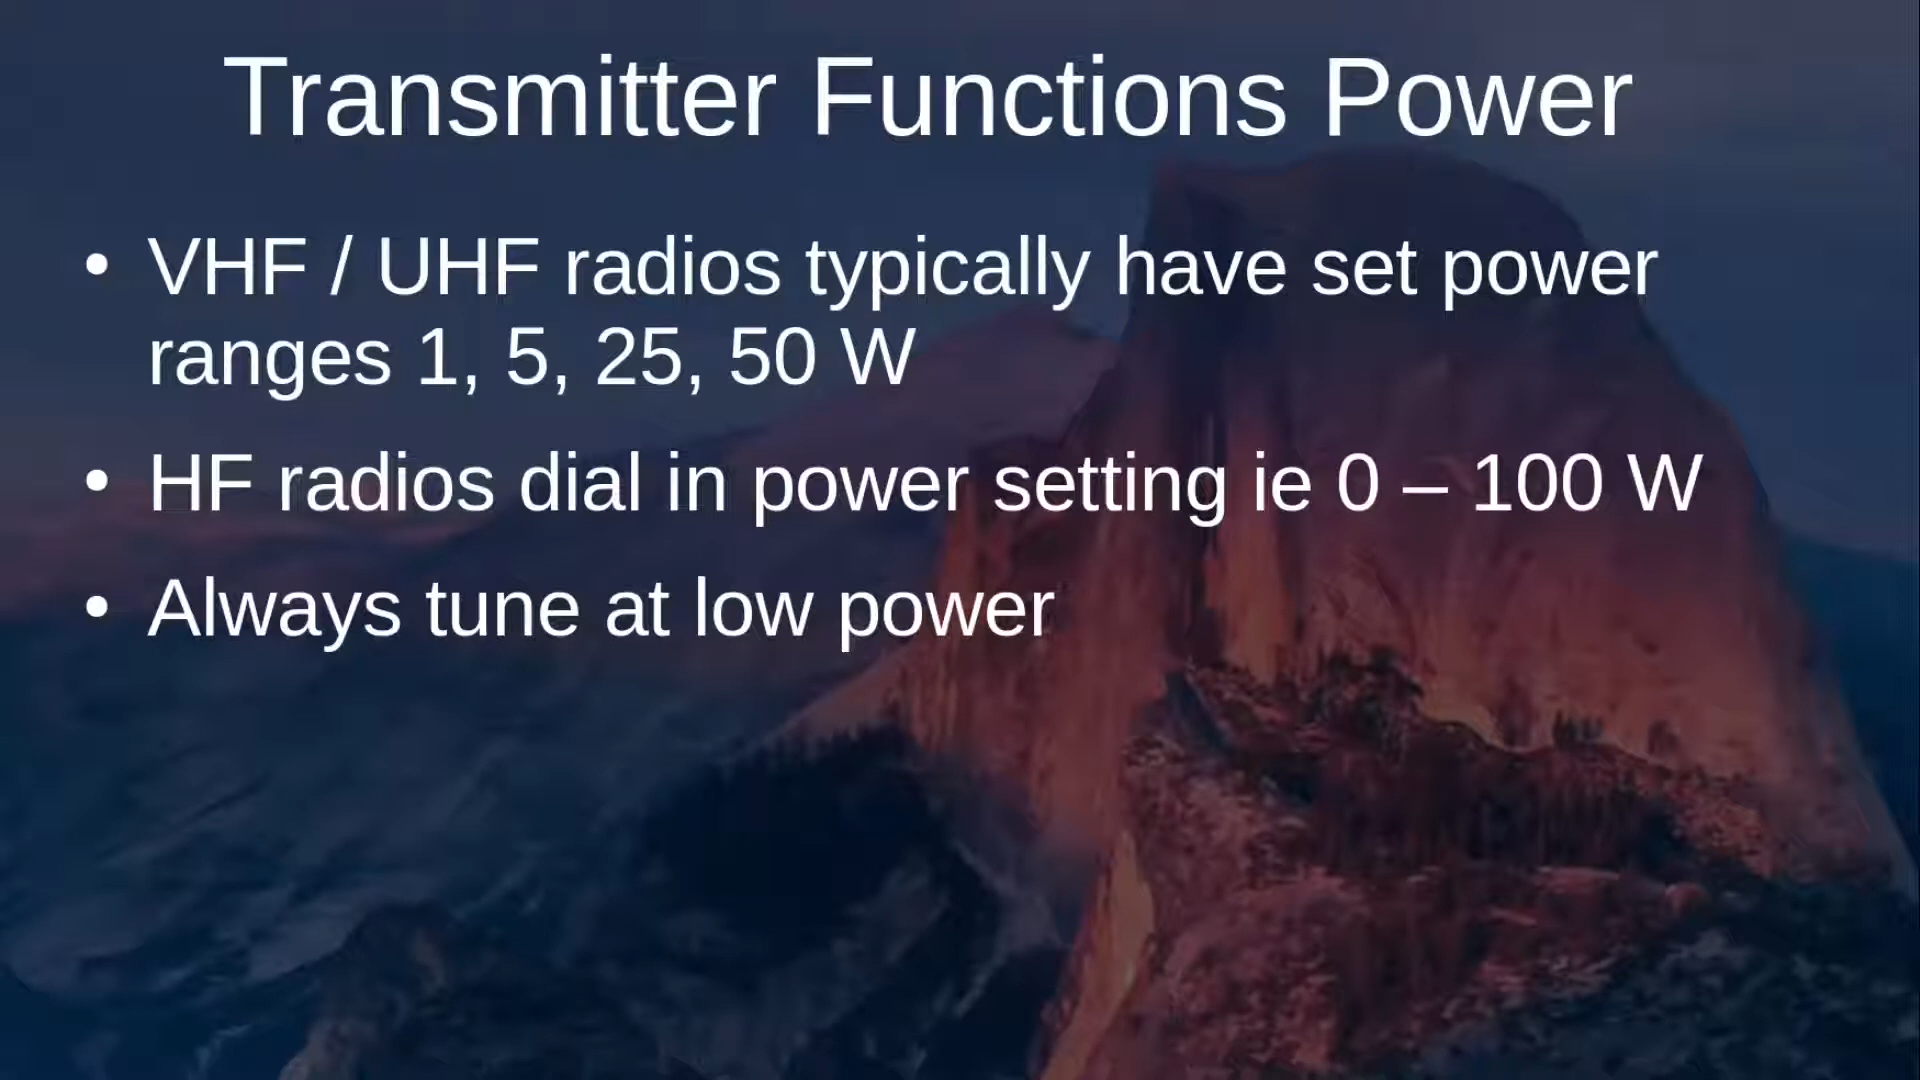 Transmitter Functions Power
• VHF / UHF radios typically have set power
ranges 1, 5, 25, 50 W
• HF radios dial in power setting ie 0 – 100 W
• Always tune at low power